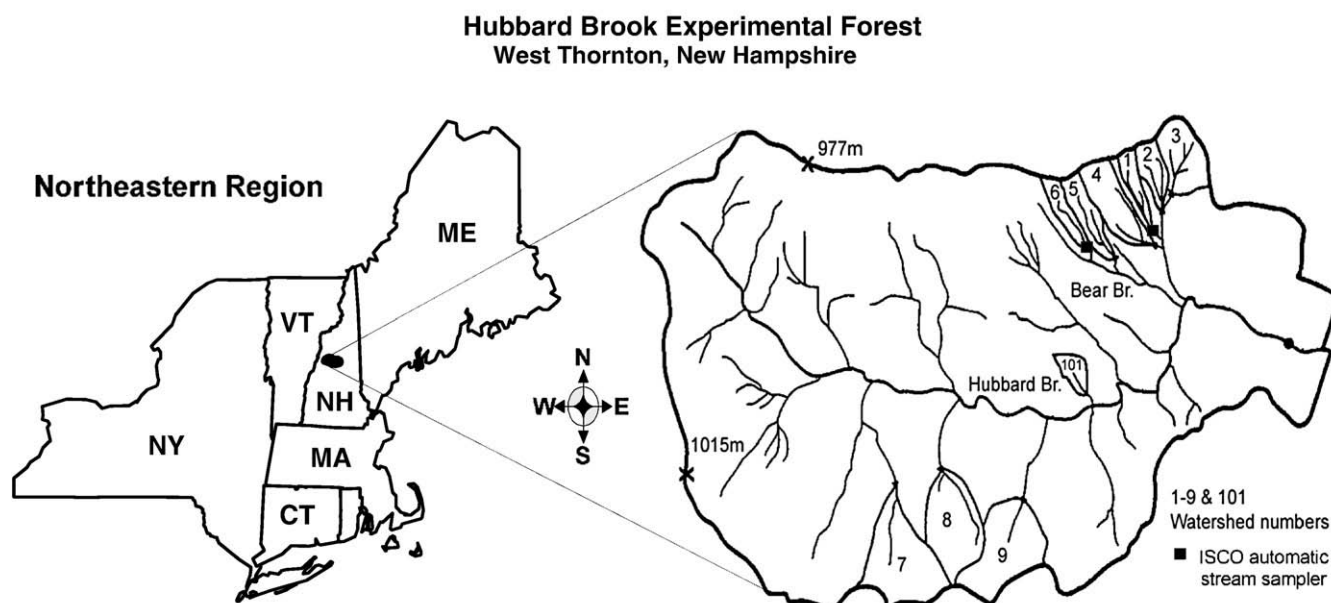 Hubbard Brook Experimental Forest
West Thornton, New Hampshire
Northeastern Region
ME
VT
NH
NY
MA
CT
N
W E
S
977m
3
2
1
4
5
6
Bear Br.
101
Hubbard Br.
1015m
8
7
9
1-9 & 101
Watershed numbers
ISCO automatic
stream sampler